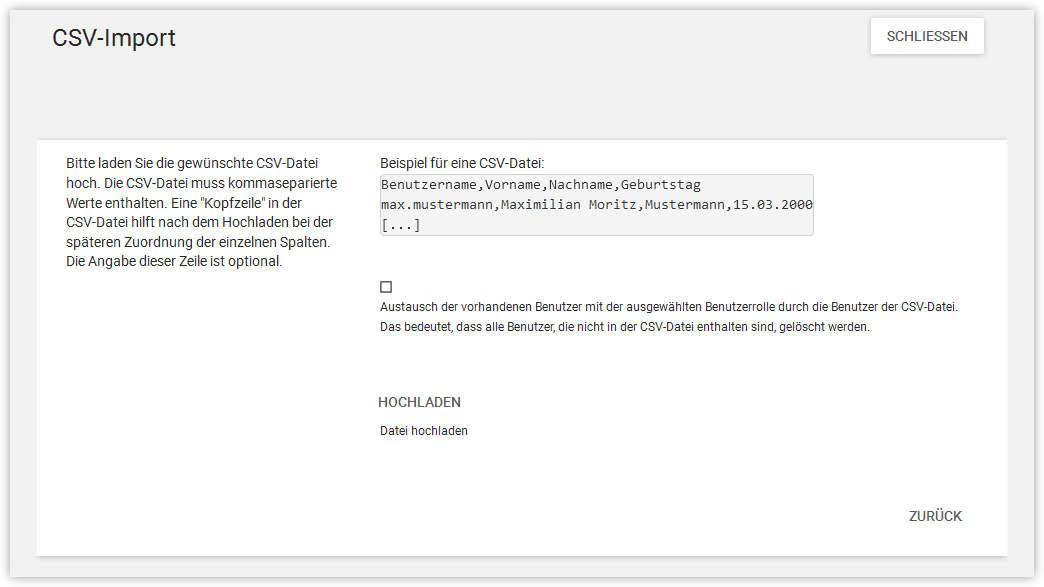 CSV-Import
SCHLIESSEN
Bitte laden Sie die gewünschte CSV-Datei
hoch. Die CSV-Datei muss kommaseparierte
Werte enthalten. Eine "Kopfzeile" in der
CSV-Datei hilft nach dem Hochladen bei der
späteren Zuordnung der einzelnen Spalten.
Die Angabe dieser Zeile ist optional.
Beispiel für eine CSV-Datei:
Benutzername,Vorname,Nachname,Geburtstag
max.mustermann,Maximilian Moritz,Mustermann,15.03.2000
[...]
Austausch der vorhandenen Benutzer mit der ausgewählten Benutzerrolle durch die Benutzer der CSV-Datei.
Das bedeutet, dass alle Benutzer, die nicht in der CSV-Datei enthalten sind, gelöscht werden.
HOCHLADEN
Datei hochladen
ZURÜCK